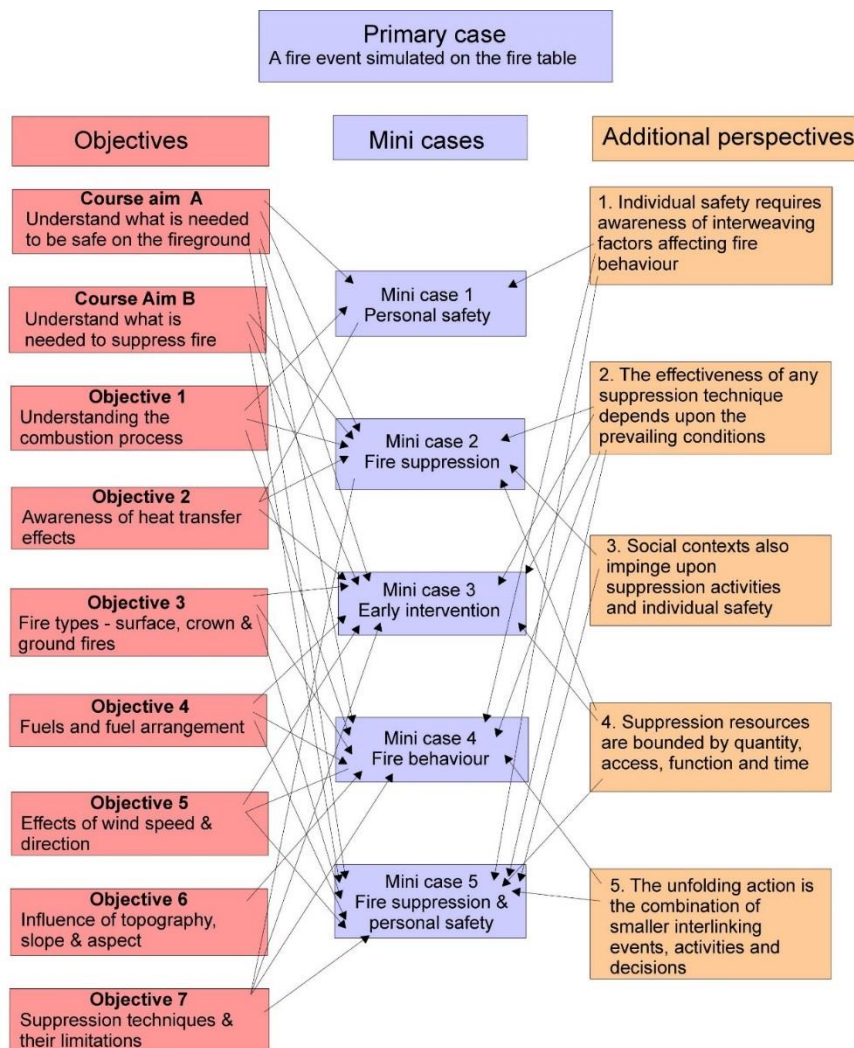 Primary case
A fire event simulated on the fire table
Objectives
Mini cases
Additional perspectives
Course aim A
Understand what is needed
to be safe on the fireground
Course Aim B
Understand what is
needed to suppress fire
Objective 1
Understanding the
combustion process
Objective 2
Awareness of heat transfer
effects
Objective 3
Fire types - surface, crown &
ground fires
Objective 4
Fuels and fuel arrangement
Objective 5
Effects of wind speed &
direction
Objective 6
Influence of topography,
slope & aspect
Objective 7
Suppression techniques &
their limitations
Mini case 1
Personal safety
Mini case 2
Fire suppression
Mini case 3
Early intervention
Mini case 4
Fire behaviour
Mini case 5
Fire suppression &
personal safety
1. Individual safety requires
awareness of interweaving
factors affecting fire
behaviour
2. The effectiveness of any
suppression technique
depends upon the
prevailing conditions
3. Social contexts also
impinge upon
suppression activities
and individual safety
4. Suppression resources
are bounded by quantity,
access, function and time
5. The unfolding action is
the combination of
smaller interlinking
events, activities and
decisions